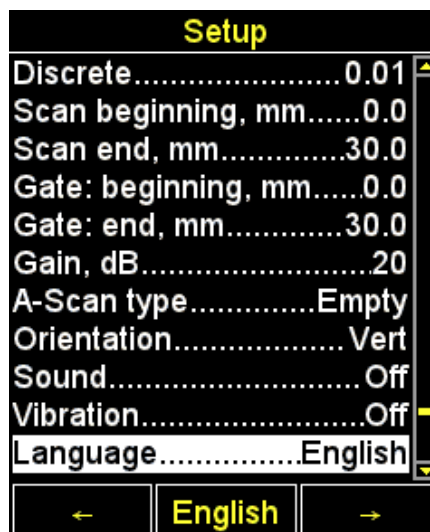 Setup
Discrete.......................0.01
Scan beginning, mm......0.0
Scan end, mm.............30.0
Gate: beginning, mm......0.0
Gate: end, mm.............30.0
Gain, dB.........................20
A-Scan type..............Empty
Orientation................... Vert
Sound............................ Off
Vibration.........................Off
Language................English
← English →